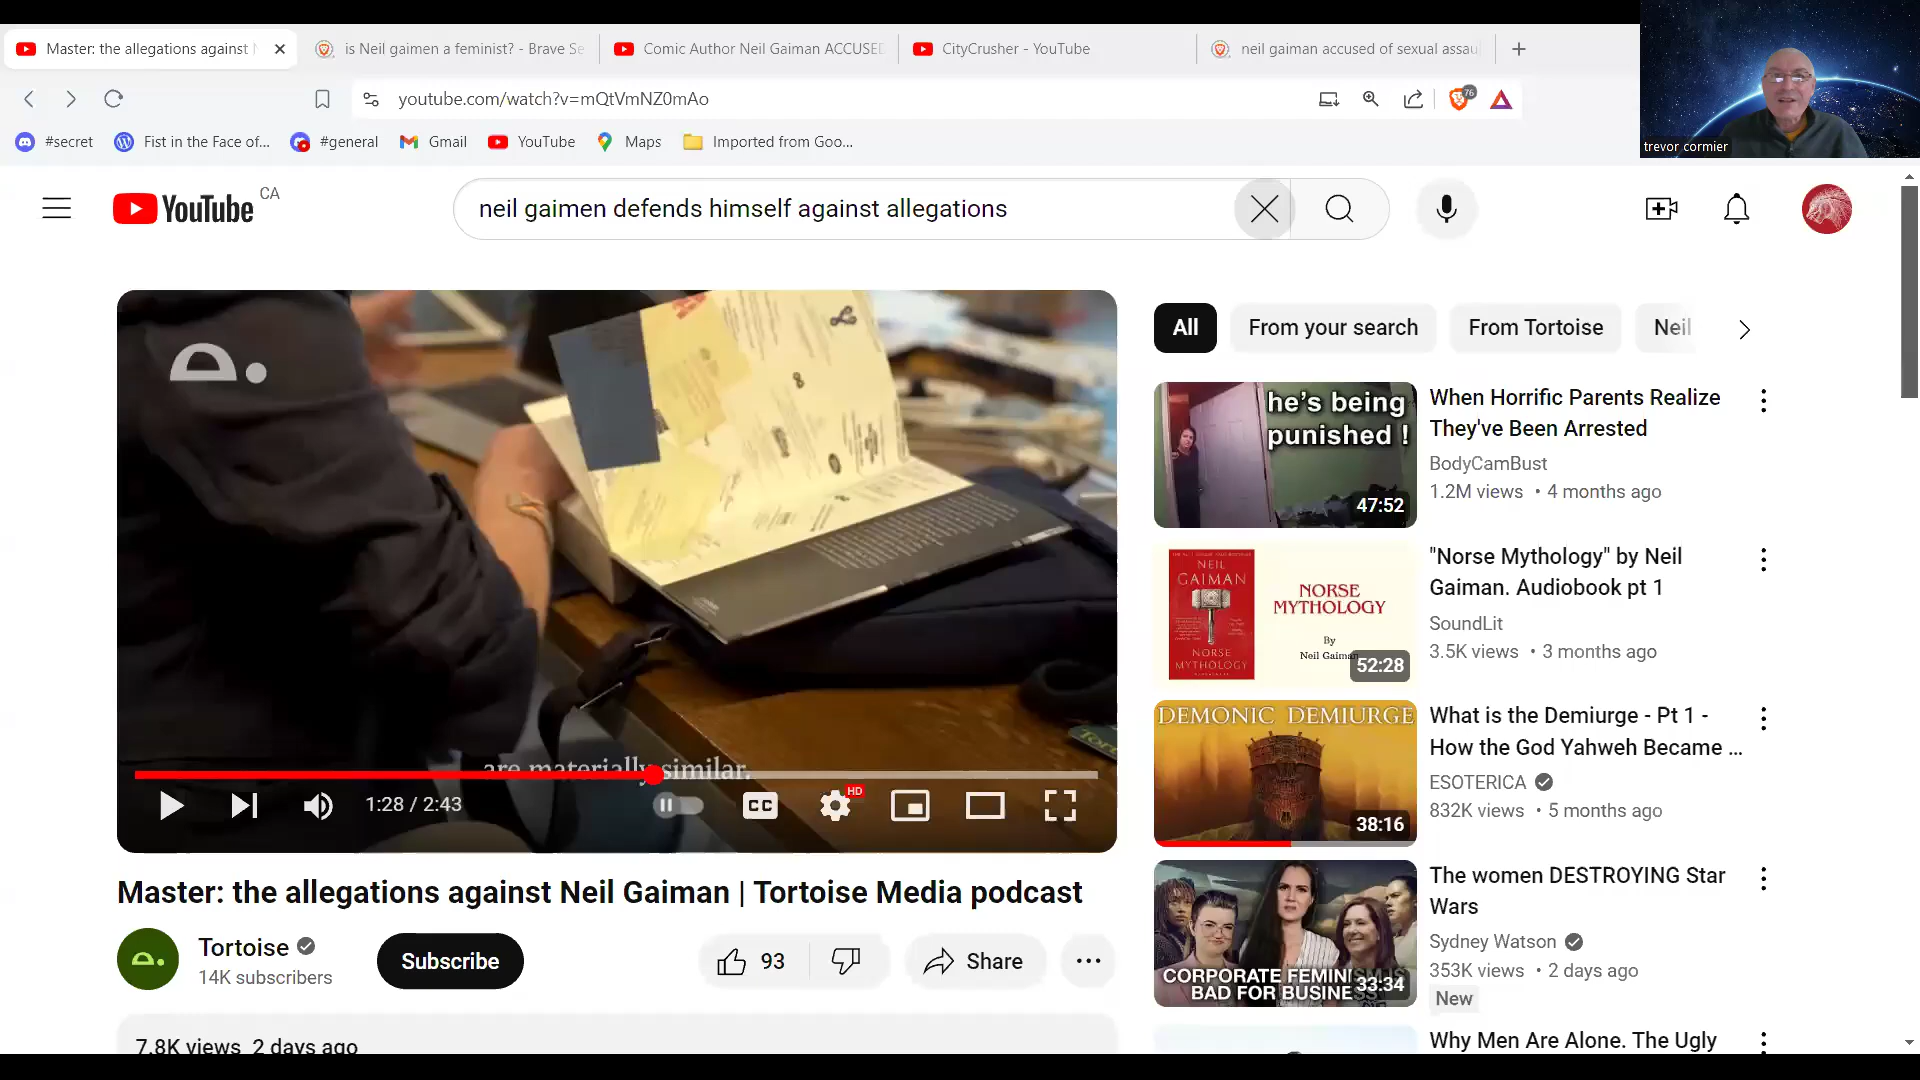 Master: the allegations against
is Neil gaimen a feminist? - Brave Se
Comic Author Neil Gaiman ACCUSED
CityCrusher - YouTube
neil gaiman accused of sexual assau
youtube.com/watch?v=mQtVmNZ0mAo
76
trevor cormier
#secret
Fist in the Face of...
#general
Gmail
YouTube
Maps
Imported from Goo...
YouTube
CA
neil gaimen defends himself against allegations
All
From your search
From Tortoise
Neil
are materially similar.
1:28 / 2:43
CC
HD
Master: the allegations against Neil Gaiman | Tortoise Media podcast
Tortoise
14K subscribers
Subscribe
93
Share
7.8K views 2 days ago
he's being
punished !
47:52
When Horrific Parents Realize
They've Been Arrested
BodyCamBust
1.2M views • 4 months ago
NEIL
GAIMAN
NORSE
MYTHOLOGY
NORSE
MYTHOLOGY
By
Neil Gaiman
52:28
"Norse Mythology" by Neil
Gaiman. Audiobook pt 1
SoundLit
3.5K views • 3 months ago
DEMONIC DEMIURGE
38:16
What is the Demiurge - Pt 1 -
How the God Yahweh Became ...
ESOTERICA
832K views • 5 months ago
CORPORATE FEMINISM IS
BAD FOR BUSINESS
33:34
The women DESTROYING Star
Wars
Sydney Watson
353K views • 2 days ago
New
Why Men Are Alone. The Ugly